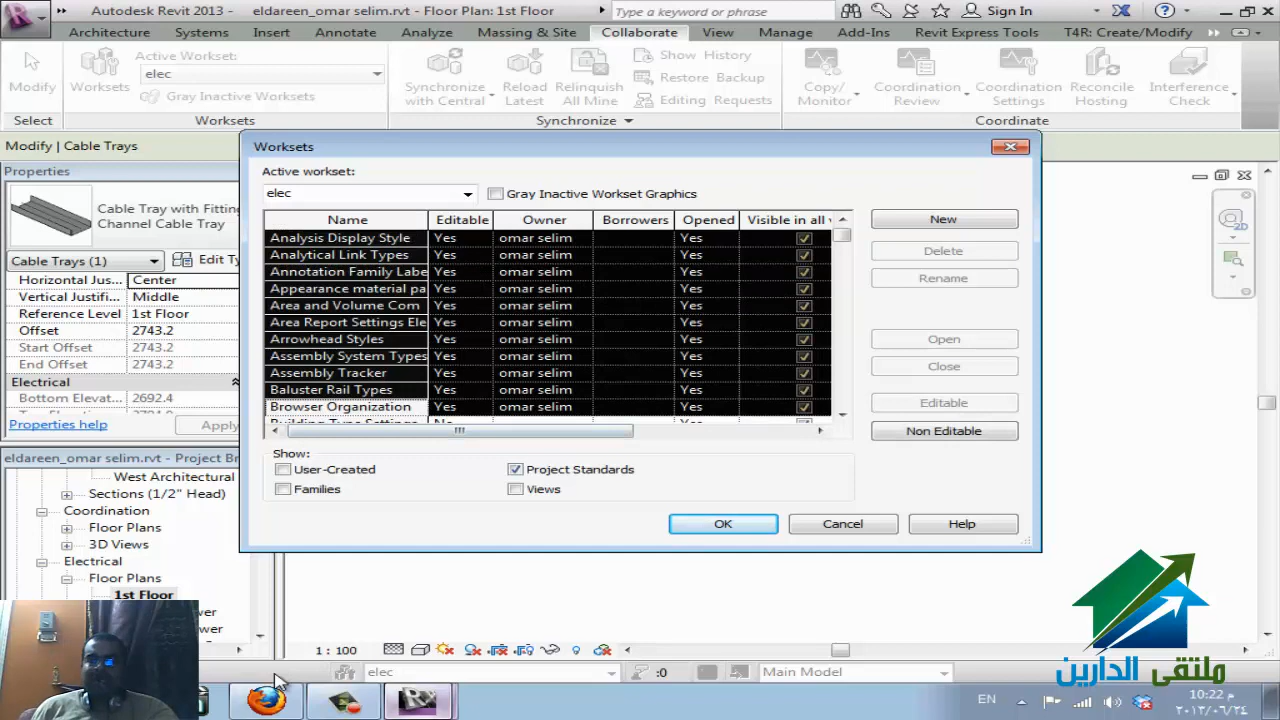 Autodesk Revit 2013 - eldareen_omar selim.rvt - Floor Plan: 1st Floor Type a keyword or phrase Sign In
Architecture Systems Insert Annotate Analyze Massing & Site Collaborate View Manage Add-Ins Revit Express Tools T4R: Create/Modify
Modify Worksets Active Workset: Show History
elec Restore Backup
Gray Inactive Worksets Editing Requests
Synchronize with Central Reload Latest Relinquish All Mine Copy/ Monitor Coordination Review Coordination Settings Reconcile Hosting Interference Check
Select Worksets Synchronize Coordinate
Modify | Cable Trays
Properties
Cable Tray with Fitting
Channel Cable Tray
Cable Trays (1) Edit Ty
Horizontal Jus... Center
Vertical Justifi... Middle
Reference Level 1st Floor
Offset 2743.2
Start Offset 2743.2
End Offset 2743.2
Electrical
Bottom Elevat... 2692.4
Properties help Apply
Worksets
Active workset:
elec Gray Inactive Workset Graphics
Name Editable Owner Borrowers Opened Visible in all v
Analysis Display Style Yes omar selim Yes
Analytical Link Types Yes omar selim Yes
Annotation Family Labe Yes omar selim Yes
Appearance material pa Yes omar selim Yes
Area and Volume Com Yes omar selim Yes
Area Report Settings Ele Yes omar selim Yes
Arrowhead Styles Yes omar selim Yes
Assembly System Types Yes omar selim Yes
Assembly Tracker Yes omar selim Yes
Baluster Rail Types Yes omar selim Yes
Browser Organization Yes omar selim Yes
New
Delete
Rename
Open
Close
Editable
Non Editable
Show:
User-Created Project Standards
Families Views
OK Cancel Help
eldareen_omar selim.rvt - Project Br
West Architectural
Sections (1/2" Head)
Coordination
Floor Plans
3D Views
Electrical
Floor Plans
1st Floor
wer
wer
1 : 100
elec :0 Main Model
ملتقى الدارين
EN 10:22 م
٢٠١٣/٠٦/٢٤